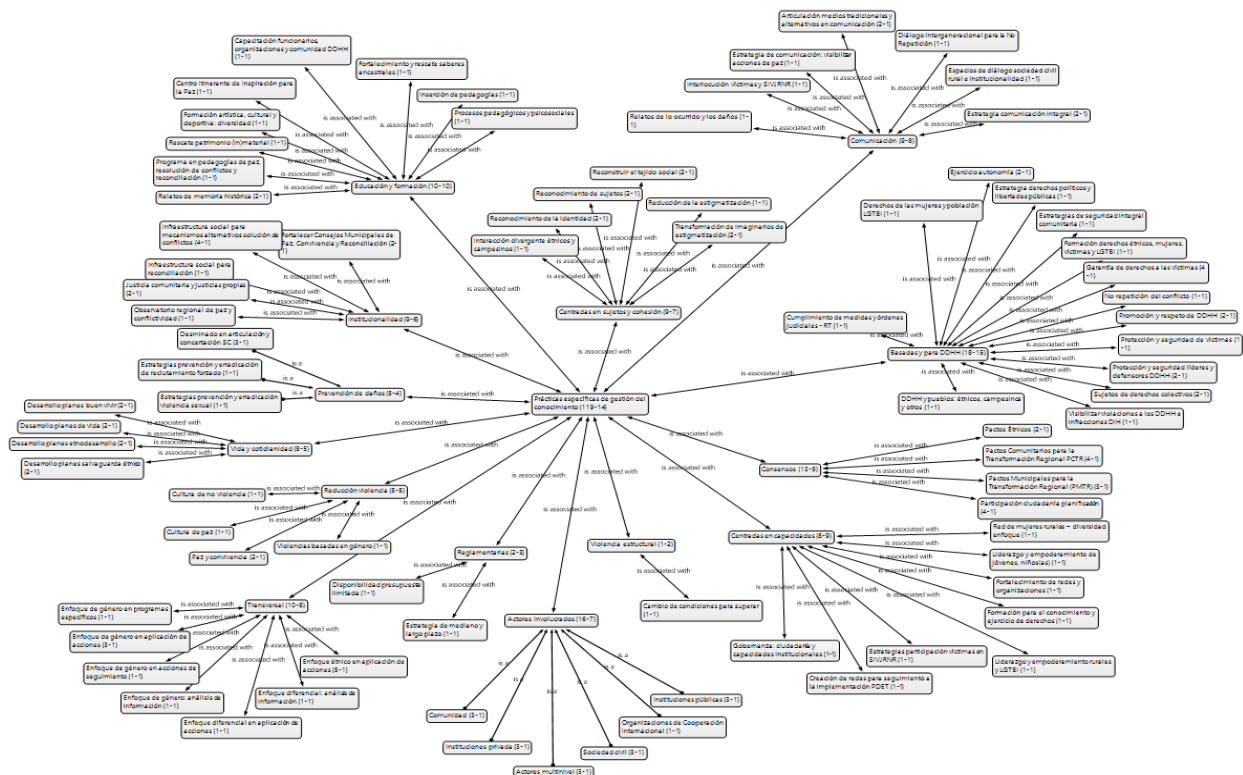 Articulación medios tradicionales y
alternativos en comunicación (2-1)
Capacitación funcionarios,
organizaciones y comunidad DDHH
(1-1)
Diálogo Intergeneracional para la No
Repetición (1-1)
Estrategia de comunicación: visibilizar
acciones de paz (1-1)
Fortalecimiento y rescate saberes
ancestrales (1-1)
Espacios de diálogo sociedad civil
rural e Institucionalidad (1-1)
Centro Itinerante de Inspiración para
la Paz (1-1)
Interlocución Víctimas y SIVJRNR (1-1)
Inserción de pedagogías (1-1)
Formación artística, cultural y
deportiva: diversidad (1-1)
Procesos pedagógicos y psicosociales
(1-1)
Relatos de lo ocurrido y los daños (1-
1)
Estrategia comunicación integral (2-1)
Rescate patrimonio (in)material (1-1)
Comunicación (9-8)
Programa en pedagogías de paz,
resolución de conflictos y
reconciliación (1-1)
Educación y formación (10-10)
Relatos de memoria histórica (2-1)
Reconstruir el tejido social (2-1)
Ejercicio autonomía (2-1)
Reconocimiento de sujetos (2-1)
Reducción de la estigmatización (1-1)
Estrategia derechos políticos y
libertades públicas (1-1)
Reconocimiento de la Identidad (2-1)
Derechos de las mujeres y población
LGTBI (1-1)
Estrategias de seguridad Integral
comunitaria (1-1)
Infraestructura social para
mecanismos alternativos solución de
conflictos (4-1)
Fortalecer Consejos Municipales de
Paz, Convivencia y Reconciliación (2-
1)
Interacción divergente étnicos y
campesinos (1-1)
Transformación de Imaginarios de
estigmatización (2-1)
Formación derechos étnicos, mujeres,
víctimas y LGTBI (1-1)
Infraestructura social para
reconciliación (1-1)
Garantía de derechos a las víctimas (4
-1)
Justicia comunitaria y justicias propias
(2-1)
No repetición del conflicto (1-1)
Observatorio regional de paz y
conflictividad (1-1)
Institucionalidad (9-6)
Centradas en sujetos y cohesión (9-7)
Cumplimiento de medidas y órdenes
judiciales - RT (1-1)
Promoción y respeto de DDHH (2-1)
Desminado en articulación y
concertación SC (3-1)
Protección y seguridad de víctimas (1
-1)
Basadas y para DDHH (18-15)
Estrategias prevención y erradicación
de reclutamiento forzado (1-1)
Protección y seguridad líderes y
defensores DDHH (2-1)
Estrategias prevención y erradicación
violencia sexual (1-1)
Prevención de daños (5-4)
Prácticas específicas de gestión del
conocimiento (119-14)
DDHH y pueblos: étnicos, campesinos
y otros (1-1)
Sujetos de derechos colectivos (2-1)
Visibilizar violaciones a los DDHH e
Infracciones DIH (1-1)
Desarrollo planes buen vivir (2-1)
Desarrollo planes de vida (2-1)
Desarrollo planes etnodesarrollo (2-1)
Vida y cotidianidad (8-5)
Desarrollo planes salvaguarda étnico
(2-1)
Pactos Étnicos (2-1)
Pactos Comunitarios para la
Transformación Regional PCTR (4-1)
Consensos (13-5)
Pactos Municipales para la
Transformación Regional (PMTR) (3-1)
Participación ciudadanía planificación
(4-1)
Cultura de no violencia (1-1)
Reducción violencia (5-5)
Cultura de paz (1-1)
Paz y convivencia (2-1)
Violencias basadas en género (1-1)
Reglamentarias (2-3)
Violencia estructural (1-2)
Centradas en capacidades (8-9)
Red de mujeres rurales – diversidad
enfoque (1-1)
Liderazgo y empoderamiento de
jóvenes, niños(as) (1-1)
Fortalecimiento de redes y
organizaciones (1-1)
Formación para el conocimiento y
ejercicio de derechos (1-1)
Disponibilidad presupuesta
limitada (1-1)
Estrategia de mediano y
largo plazo (1-1)
Cambio de condiciones para superar
(1-1)
Transversal (10-8)
Enfoque de género en programas
específicos (1-1)
Actores Involuctados (16-7)
Enfoque de género en aplicación de
acciones (3-1)
Gobernanza: ciudadanía y
capacidades Institucionales (1-1)
Estrategias participación víctimas en
SIVJRNR (1-1)
Liderazgo y empoderamiento rurales
y LGTBI (1-1)
Enfoque de género en acciones de
seguimiento (1-1)
Enfoque étnico en aplicación de
acciones (5-1)
Creación de redes para seguimiento a
la Implementación PDET (1-1)
Enfoque de género: análisis de
Información (1-1)
Enfoque diferencial: análisis de
Información (1-1)
Instituciones públicas (3-1)
Comunidad (3-1)
Enfoque diferencial en aplicación de
acciones (1-1)
Organizaciones de Cooperación
Internacional (1-1)
Instituciones privada (3-1)
Sociedad civil (3-1)
Actores multinivel (3-1)
is associated with
is a